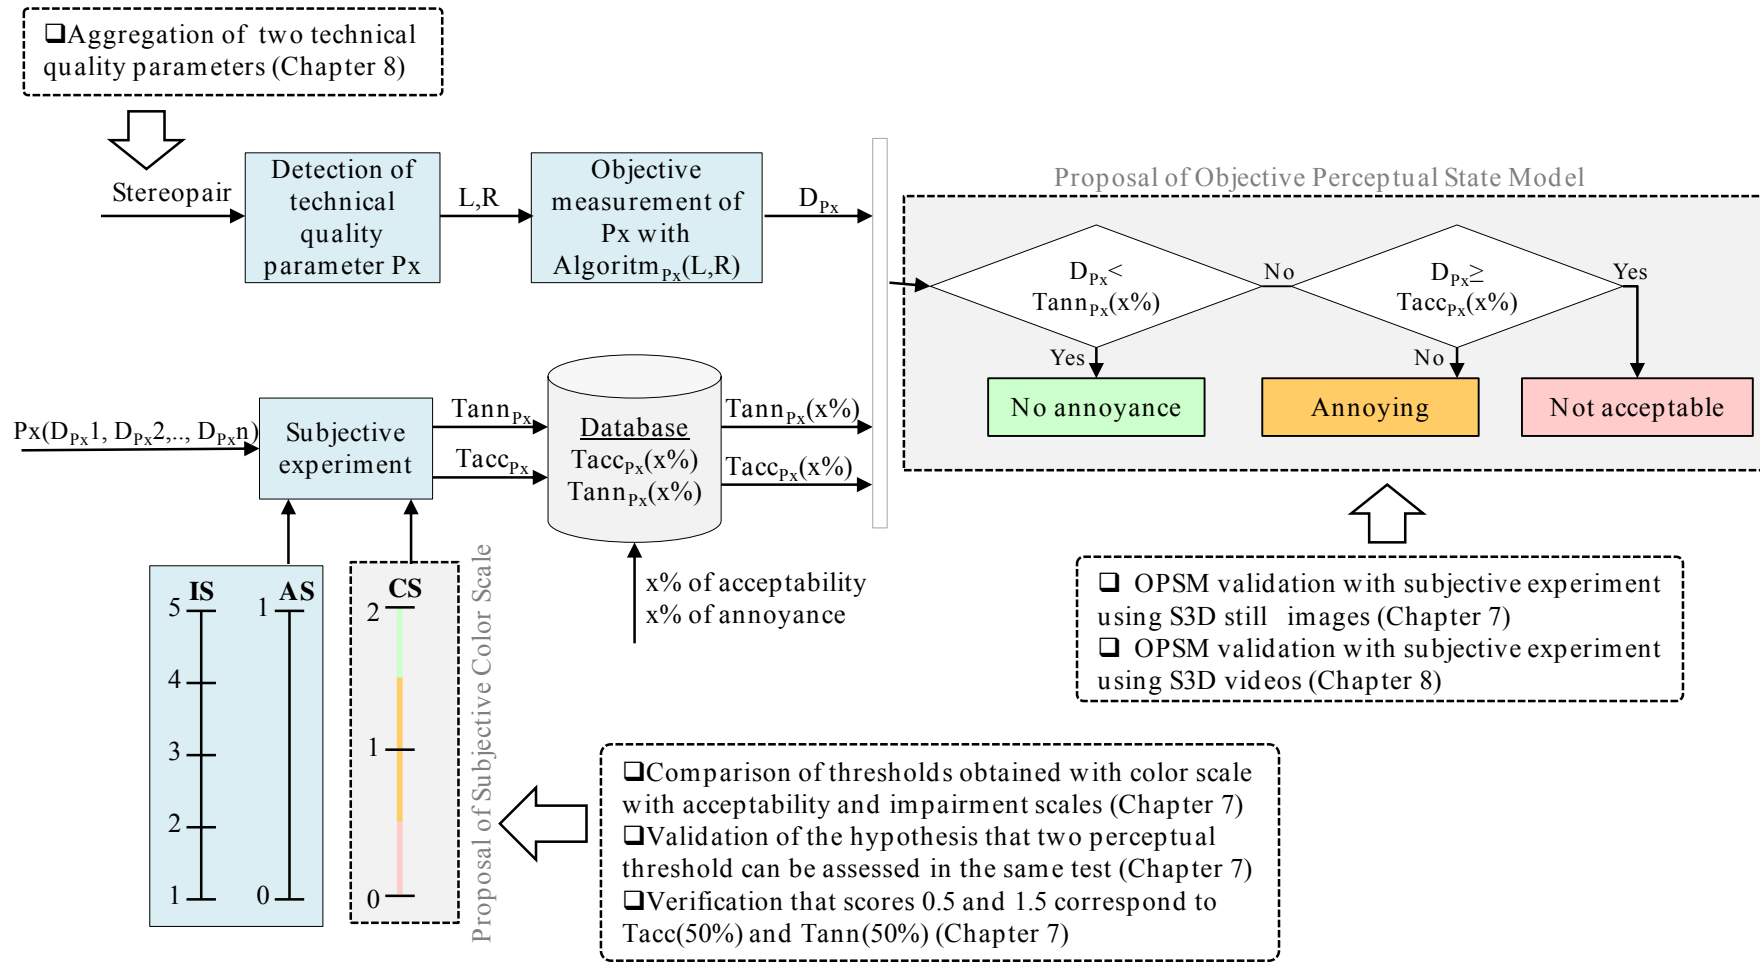 ❑Aggregation of two technical
quality parameters (Chapter 8)
Stereopair
Detection of
technical
quality
parameter Px
L,R
Objective
measurement of
Px with
Algoritm_Px(L,R)
D_Px
Proposal of Objective Perceptual State Model
D_Px<
Tann_Px(x%)
No
D_Px≥
Tacc_Px(x%)
Yes
Yes
No
No annoyance
Annoying
Not acceptable
Px(D_Px1, D_Px2,.., D_Pxn)
Subjective
experiment
Tann_Px
Tacc_Px
Database
Tacc_Px(x%)
Tann_Px(x%)
Tann_Px(x%)
Tacc_Px(x%)
x% of acceptability
x% of annoyance
IS
5
4
3
2
1
AS
1
0
CS
2
1
0
Proposal of Subjective Color Scale
❑ OPSM validation with subjective experiment
using S3D still images (Chapter 7)
❑ OPSM validation with subjective experiment
using S3D videos (Chapter 8)
❑Comparison of thresholds obtained with color scale
with acceptability and impairment scales (Chapter 7)
❑Validation of the hypothesis that two perceptual
threshold can be assessed in the same test (Chapter 7)
❑Verification that scores 0.5 and 1.5 correspond to
Tacc(50%) and Tann(50%) (Chapter 7)